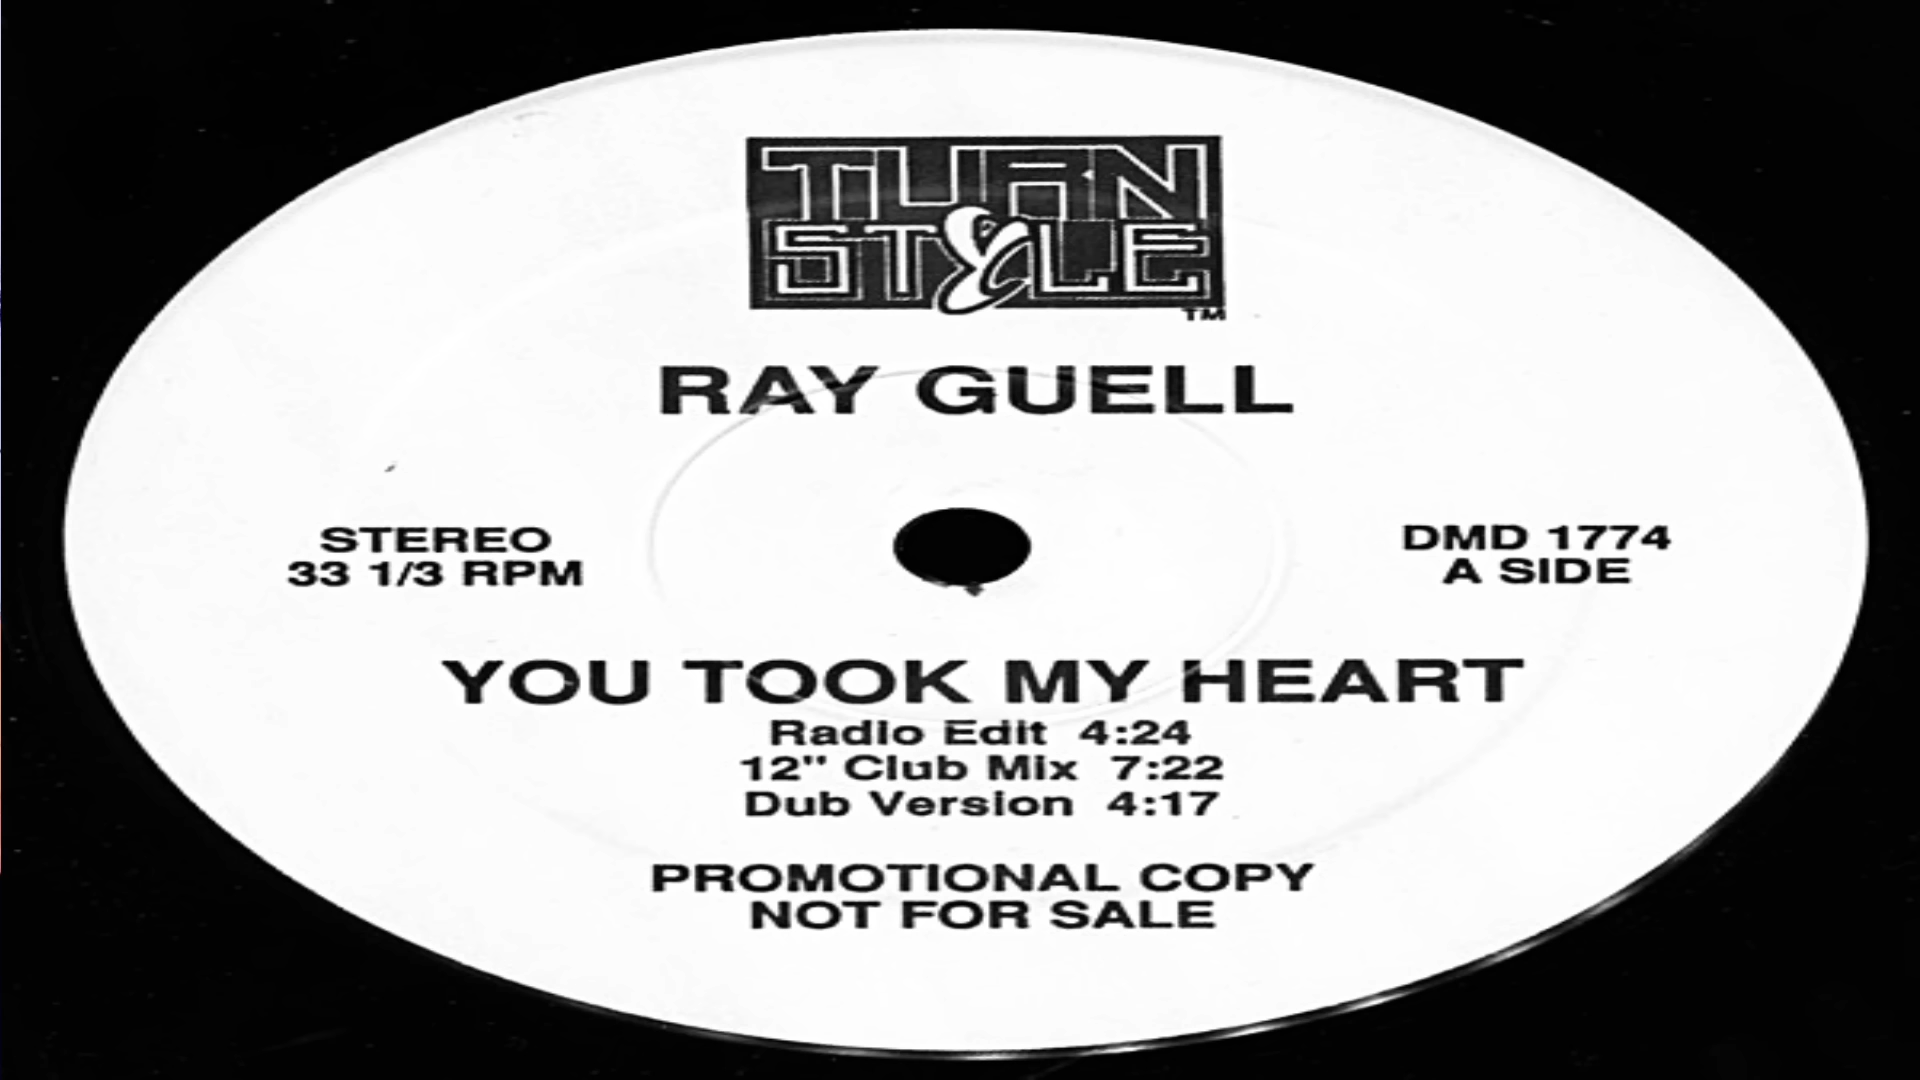 TURN
STYLE
TM
RAY GUELL
STEREO
33 1/3 RPM
DMD 1774
A SIDE
YOU TOOK MY HEART
Radio Edit 4:24
12" Club Mix 7:22
Dub Version 4:17
PROMOTIONAL COPY
NOT FOR SALE